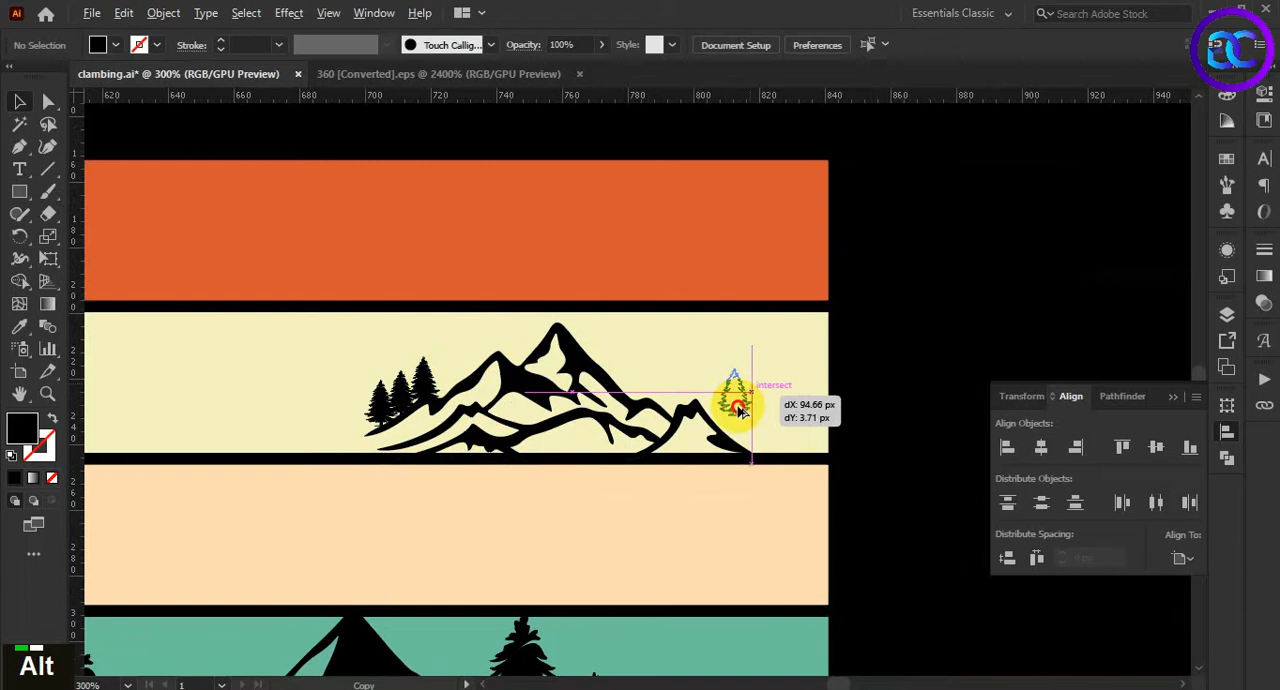 Ai
File Edit Object Type Select Effect View Window Help
Essentials Classic
Search Adobe Stock
No Selection
Stroke:
Touch Callig...
Opacity: 100%
Style:
Document Setup
Preferences
clambing.ai* @ 300% (RGB/GPU Preview) ×
360 [Converted].eps @ 2400% (RGB/GPU Preview) ×
620 640 660 680 700 720 740 760 780 800 820 840 860 880 900 920 940
intersect
dX: 94.66 px
dY: 3.71 px
Transform Align Pathfinder
Align Objects:
Distribute Objects:
Distribute Spacing:
Align To:
0 px
Alt
300%
1
Copy